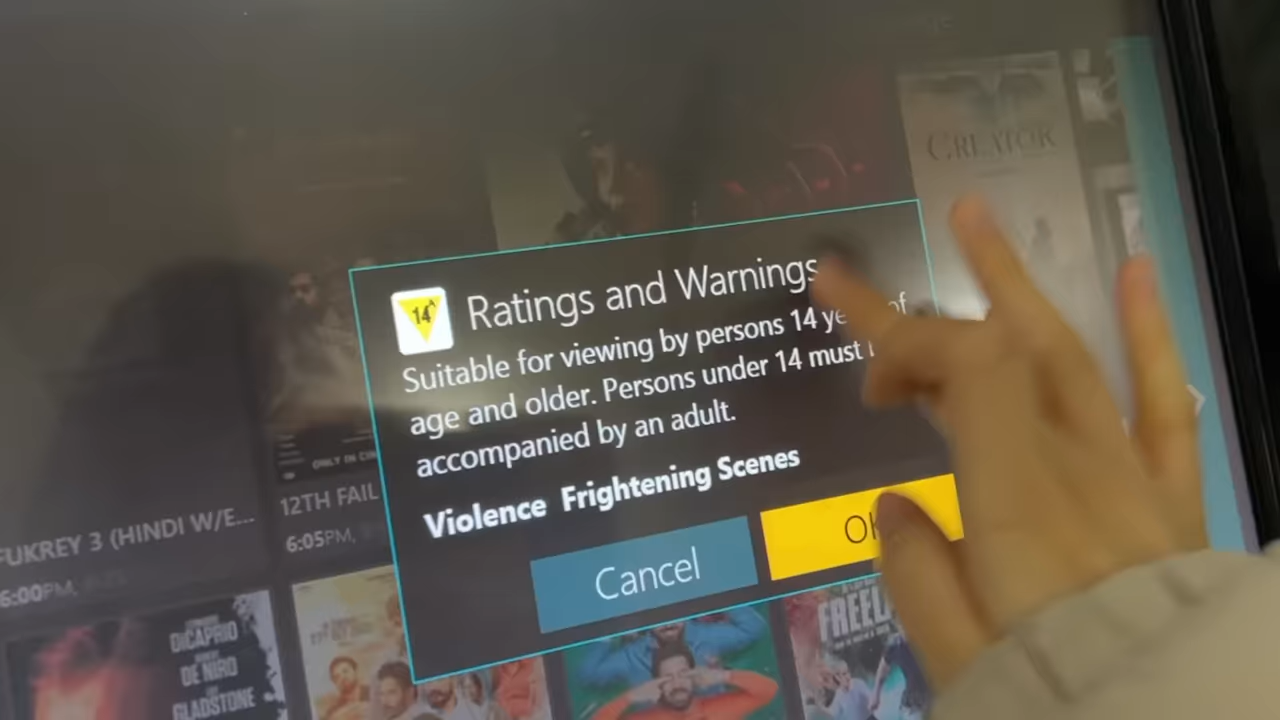 CREATOR
14A
Ratings and Warnings
Suitable for viewing by persons 14 of
age and older. Persons under 14 must
accompanied by an adult.
Violence Frightening Scenes
Cancel
OK
ONLY IN
12TH FAIL
6:05PM,
FUKREY 3 (HINDI W/E...
6:00PM,
DICAPRIO
DE NIRO
GLADSTONE
FREEL